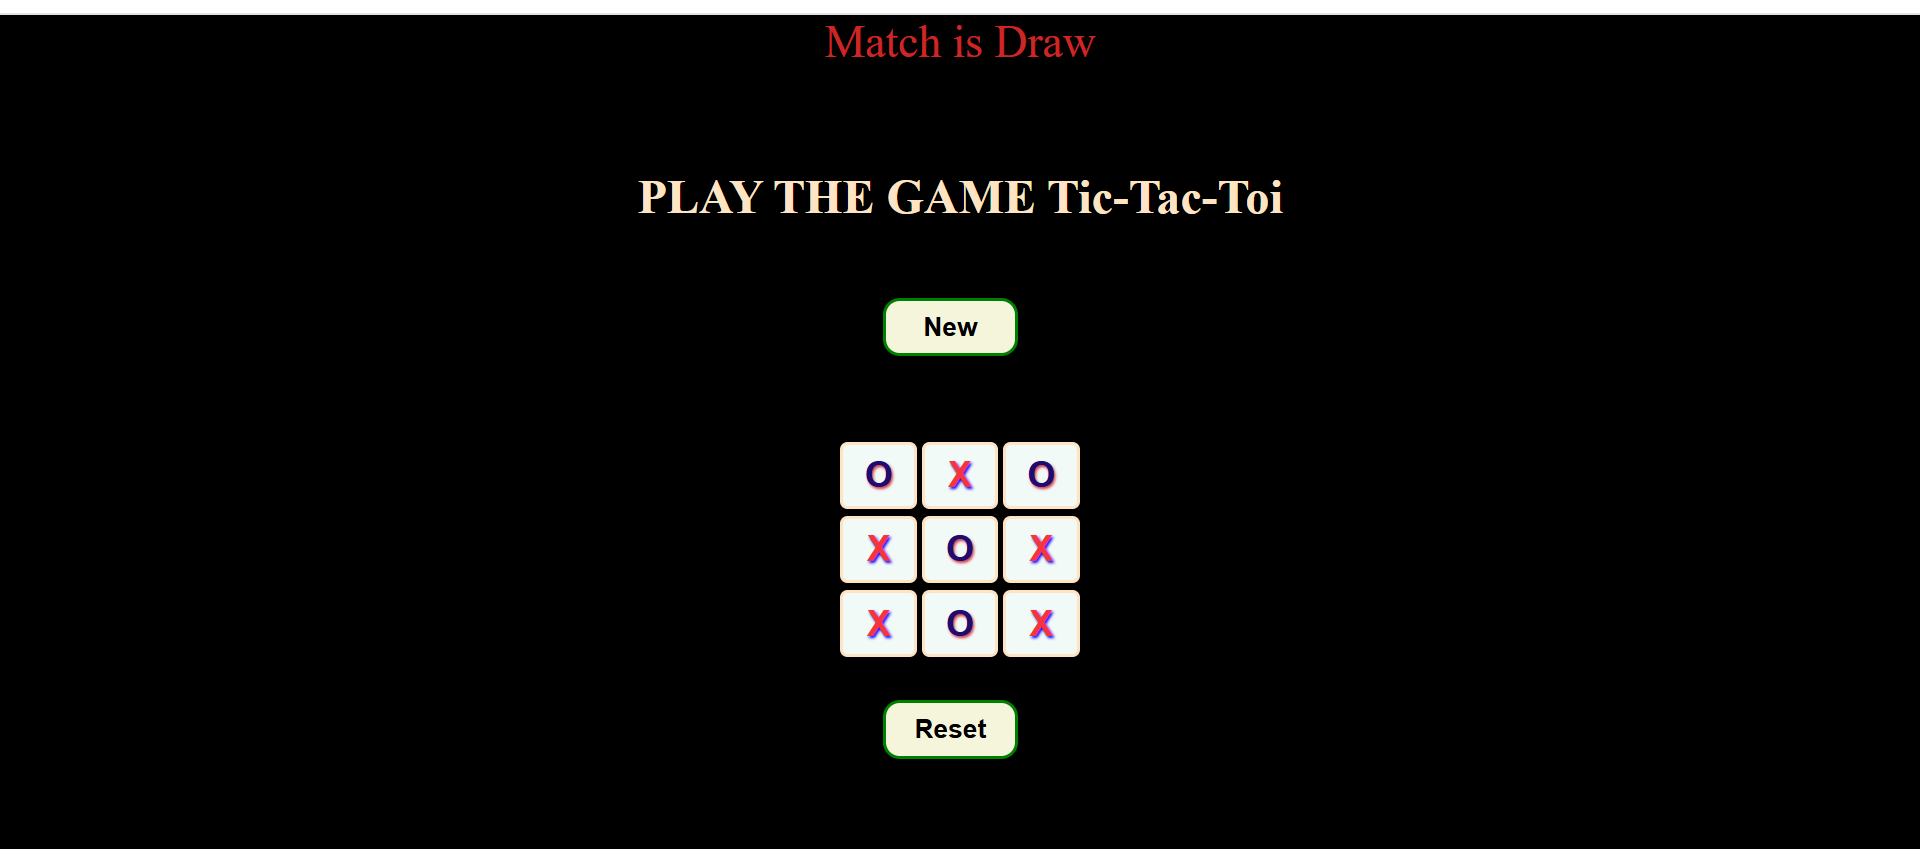 Match is Draw
PLAY THE GAME Tic-Tac-Toi
New
O X O
X O X
X O X
Reset